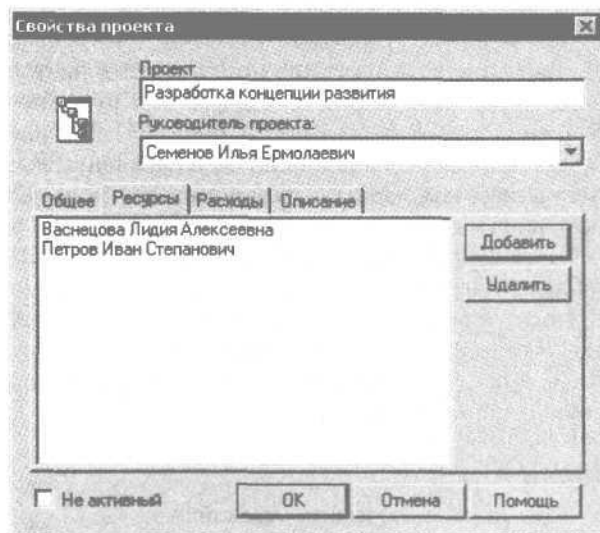 Свойства проекта
Проект
Разработка концепции развития
Руководитель проекта:
Семенов Илья Ермолаевич
Общее Ресурсы Расходы Описание
Васнецова Лидия Алексеевна
Петров Иван Степанович
Добавить
Удалить
Не активный OK Отмена Помощь